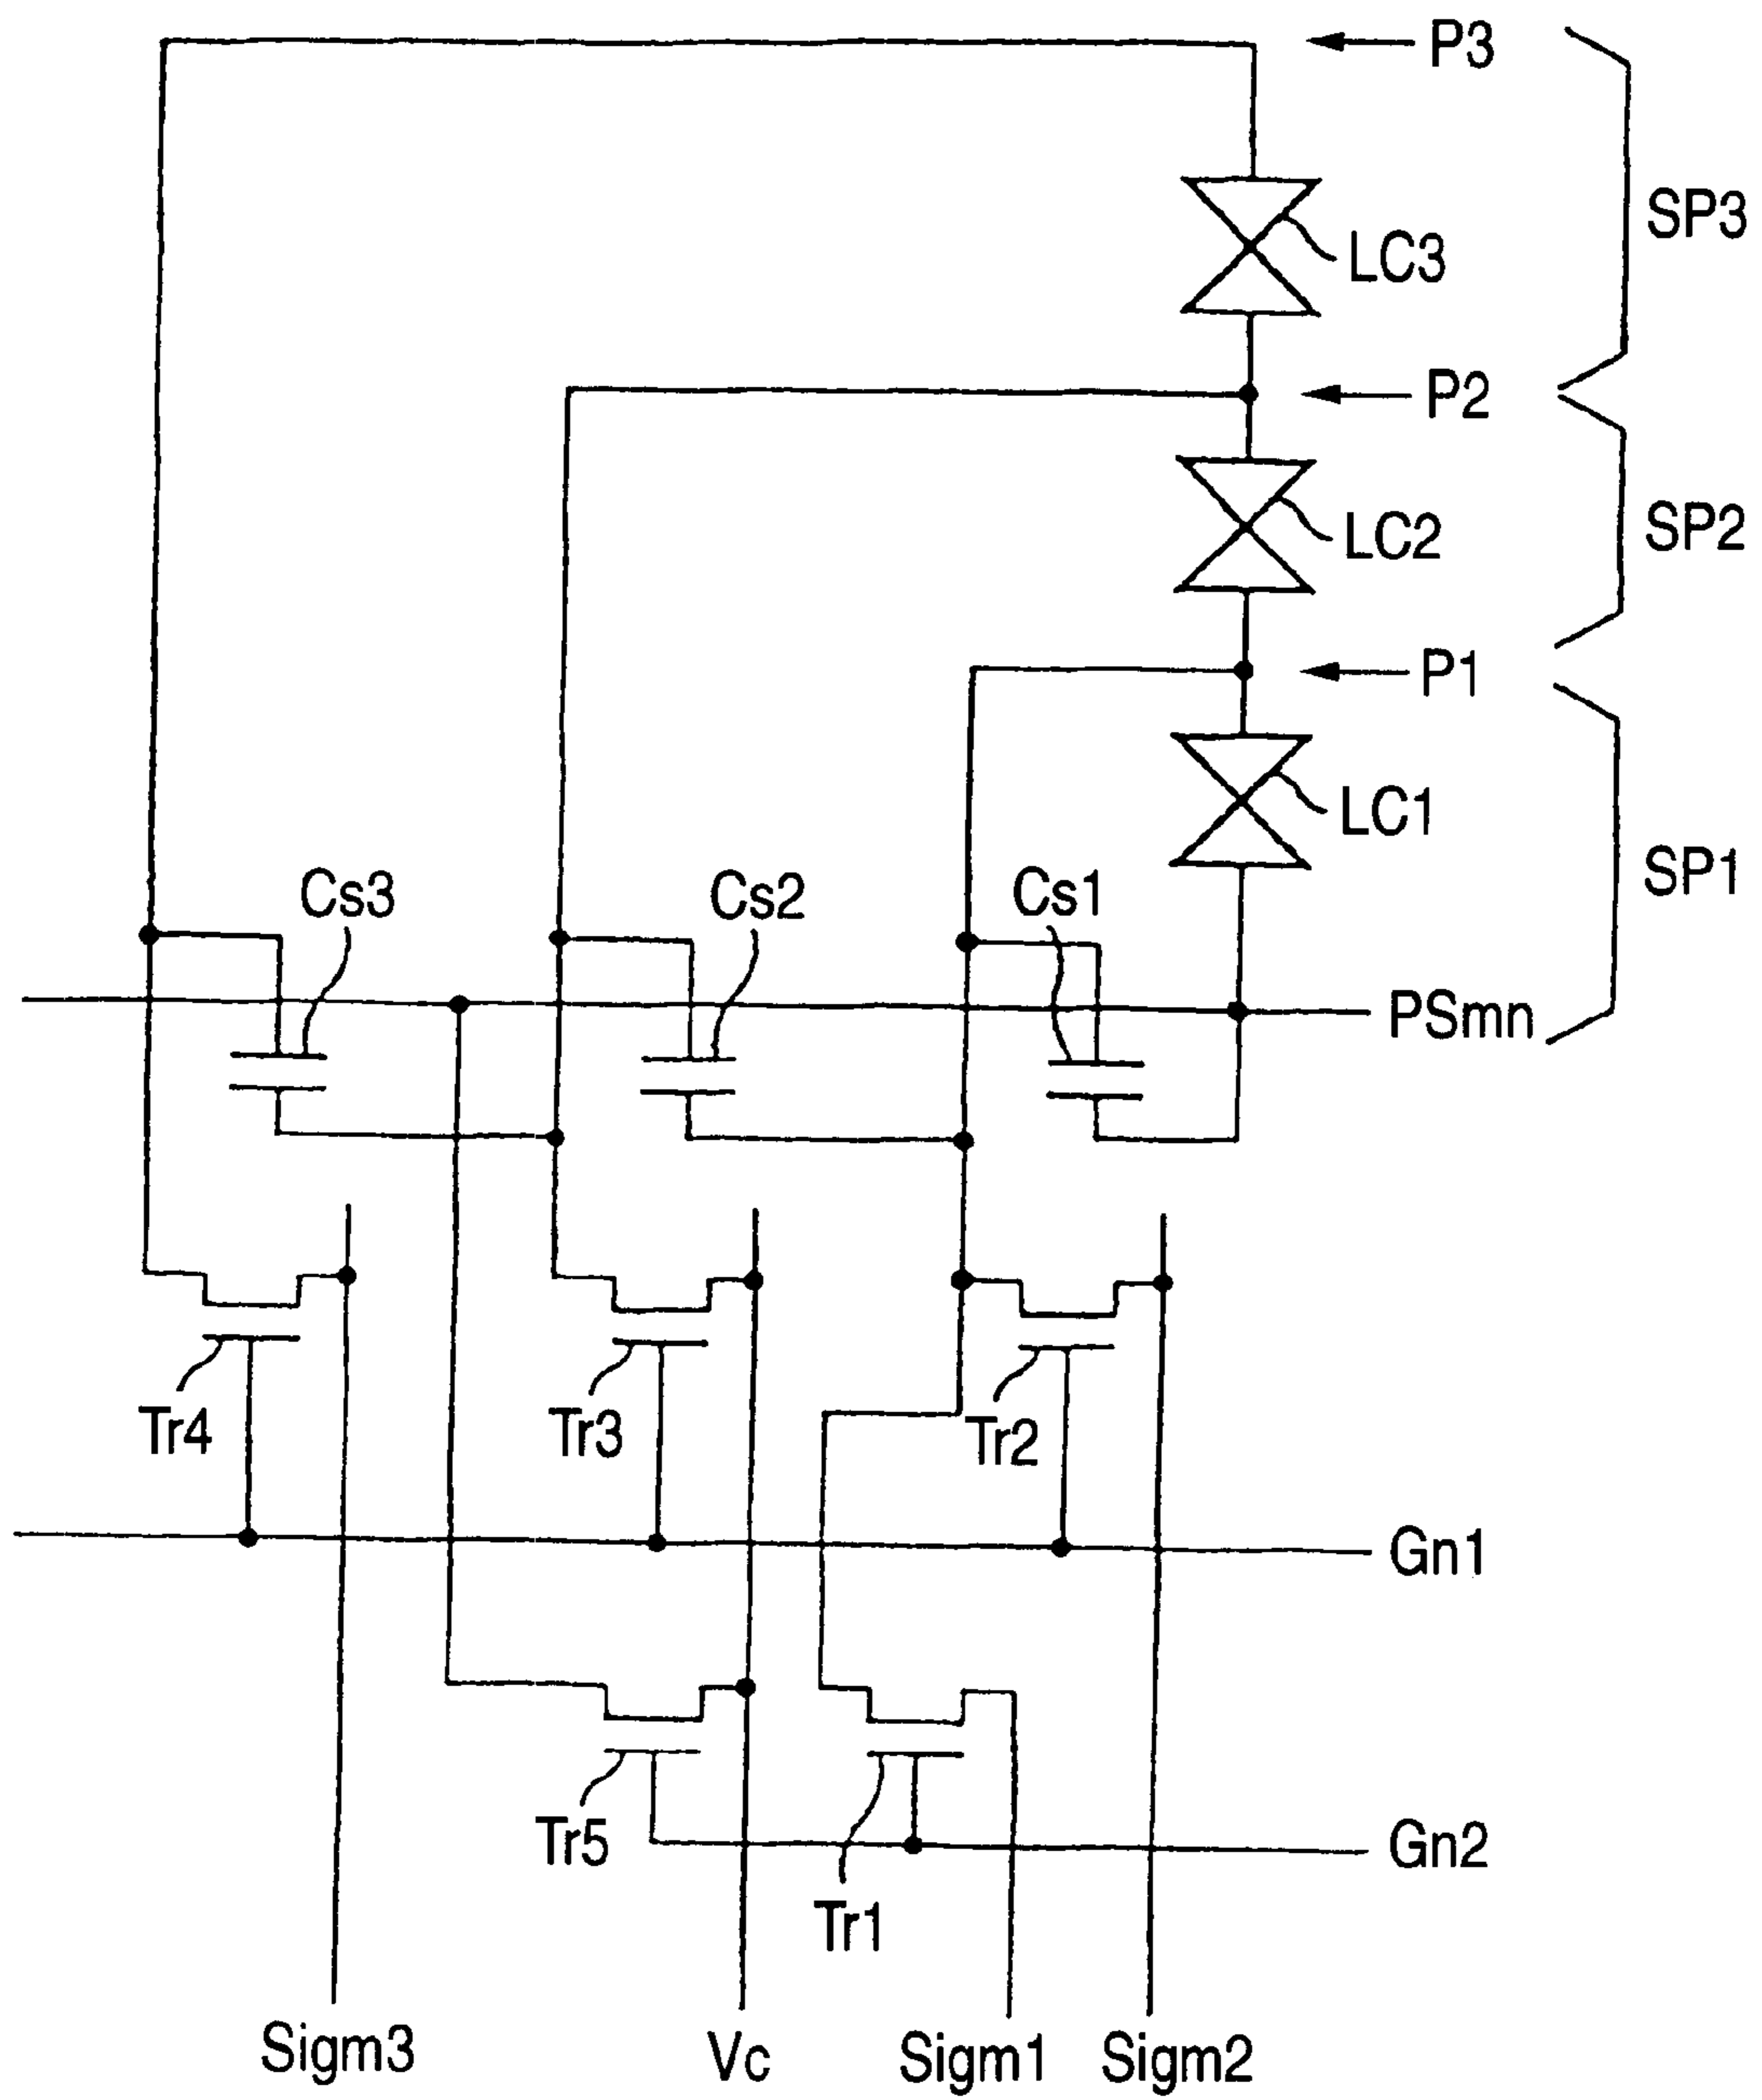 P3
SP3
LC3
P2
SP2
LC2
P1
LC1
SP1
Cs3
Cs2
Cs1
PSmn
Tr4
Tr3
Tr2
Gn1
Tr5
Gn2
Tr1
Sigm3
Vc
Sigm1
Sigm2